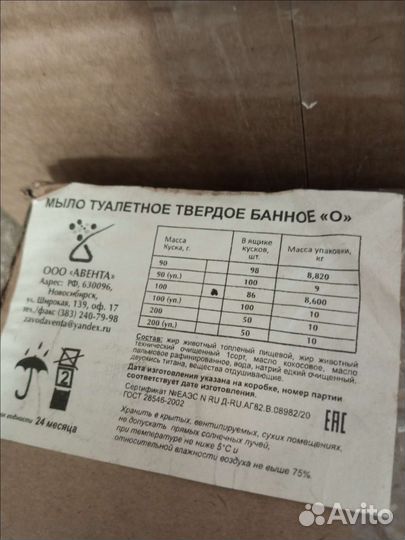 МЫЛО ТУАЛЕТНОЕ ТВЕРДОЕ БАННОЕ «О»
ООО «АВЕНТА»
Адрес: РФ, 630096,
Новосибирск,
ул. Широкая, 139, оф. 17
тел./факс (383) 240-79-98
zavodaventa@yandex.ru
Масса Куска, г. В ящике кусков, шт. Масса упаковки, кг
90 98 8,820
90 (уп.) 100 9
100 86 8,600
100 (уп.) 100 10
200 50 10
200 (уп.) 50 10
Состав: жир животный топленый пищевой, жир животный
технический очищенный 1сорт, масло кокосовое, масло
пальмовое рафинированное, вода, натрий едкий очищенный,
двуокись титана, вещества отдушивающие.
Дата изготовления указана на коробке, номер партии
соответствует дате изготовления.
Сертификат №ЕАЭС N RU Д-RU.АГ82.В.08982/20
ГОСТ 28546-2002
EAC
2
годности 24 месяца
Хранить в крытых, вентилируемых, сухих помещениях,
не допускать прямых солнечных лучей,
при температуре не ниже 5°С и
относительной влажности воздуха не выше 75%.
Avito